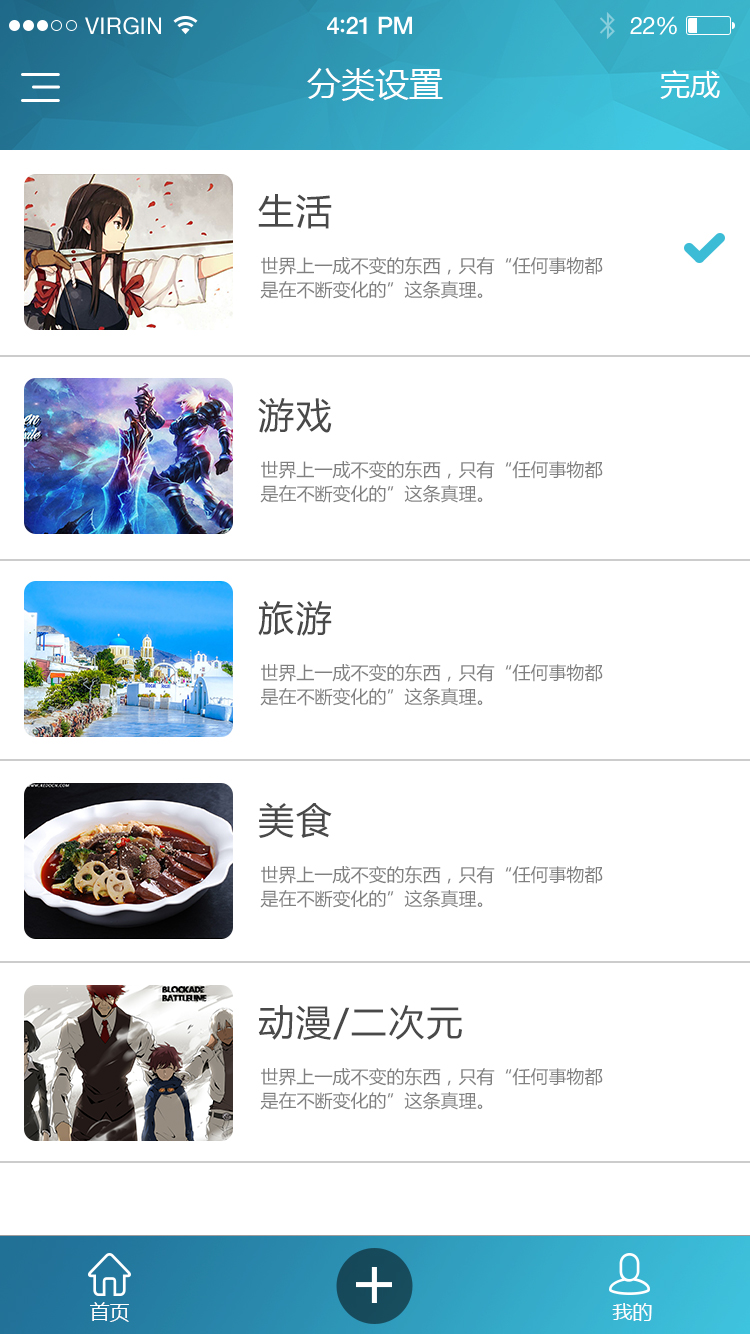 VIRGIN 4:21 PM 22%
分类设置 完成
生活
世界上一成不变的东西，只有“任何事物都
是在不断变化的”这条真理。
游戏
世界上一成不变的东西，只有“任何事物都
是在不断变化的”这条真理。
旅游
世界上一成不变的东西，只有“任何事物都
是在不断变化的”这条真理。
美食
世界上一成不变的东西，只有“任何事物都
是在不断变化的”这条真理。
BLOCKADE
BATTLELINE
动漫/二次元
世界上一成不变的东西，只有“任何事物都
是在不断变化的”这条真理。
首页 我的